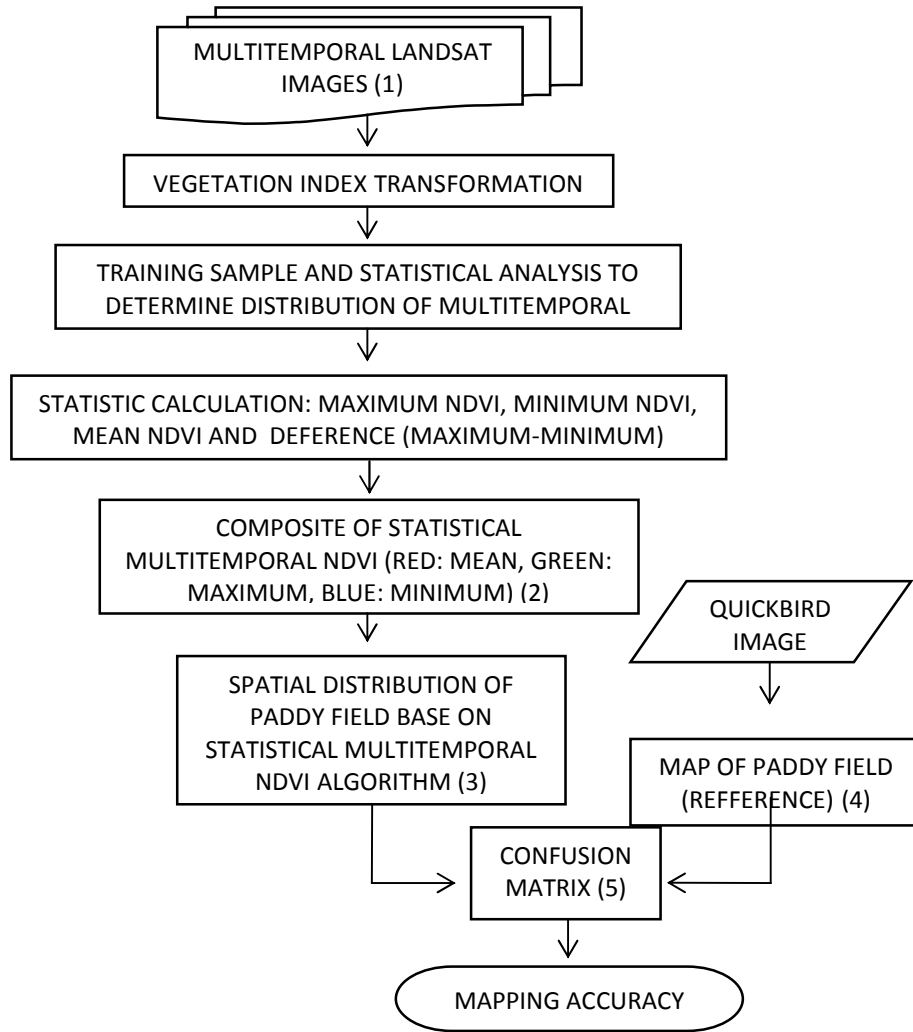 MULTITEMPORAL LANDSAT
IMAGES (1)
VEGETATION INDEX TRANSFORMATION
TRAINING SAMPLE AND STATISTICAL ANALYSIS TO
DETERMINE DISTRIBUTION OF MULTITEMPORAL
STATISTIC CALCULATION: MAXIMUM NDVI, MINIMUM NDVI,
MEAN NDVI AND DEFERENCE (MAXIMUM-MINIMUM)
COMPOSITE OF STATISTICAL
MULTITEMPORAL NDVI (RED: MEAN, GREEN:
MAXIMUM, BLUE: MINIMUM) (2)
QUICKBIRD
IMAGE
SPATIAL DISTRIBUTION OF
PADDY FIELD BASE ON
STATISTICAL MULTITEMPORAL
NDVI ALGORITHM (3)
MAP OF PADDY FIELD
(REFFERENCE) (4)
CONFUSION
MATRIX (5)
MAPPING ACCURACY